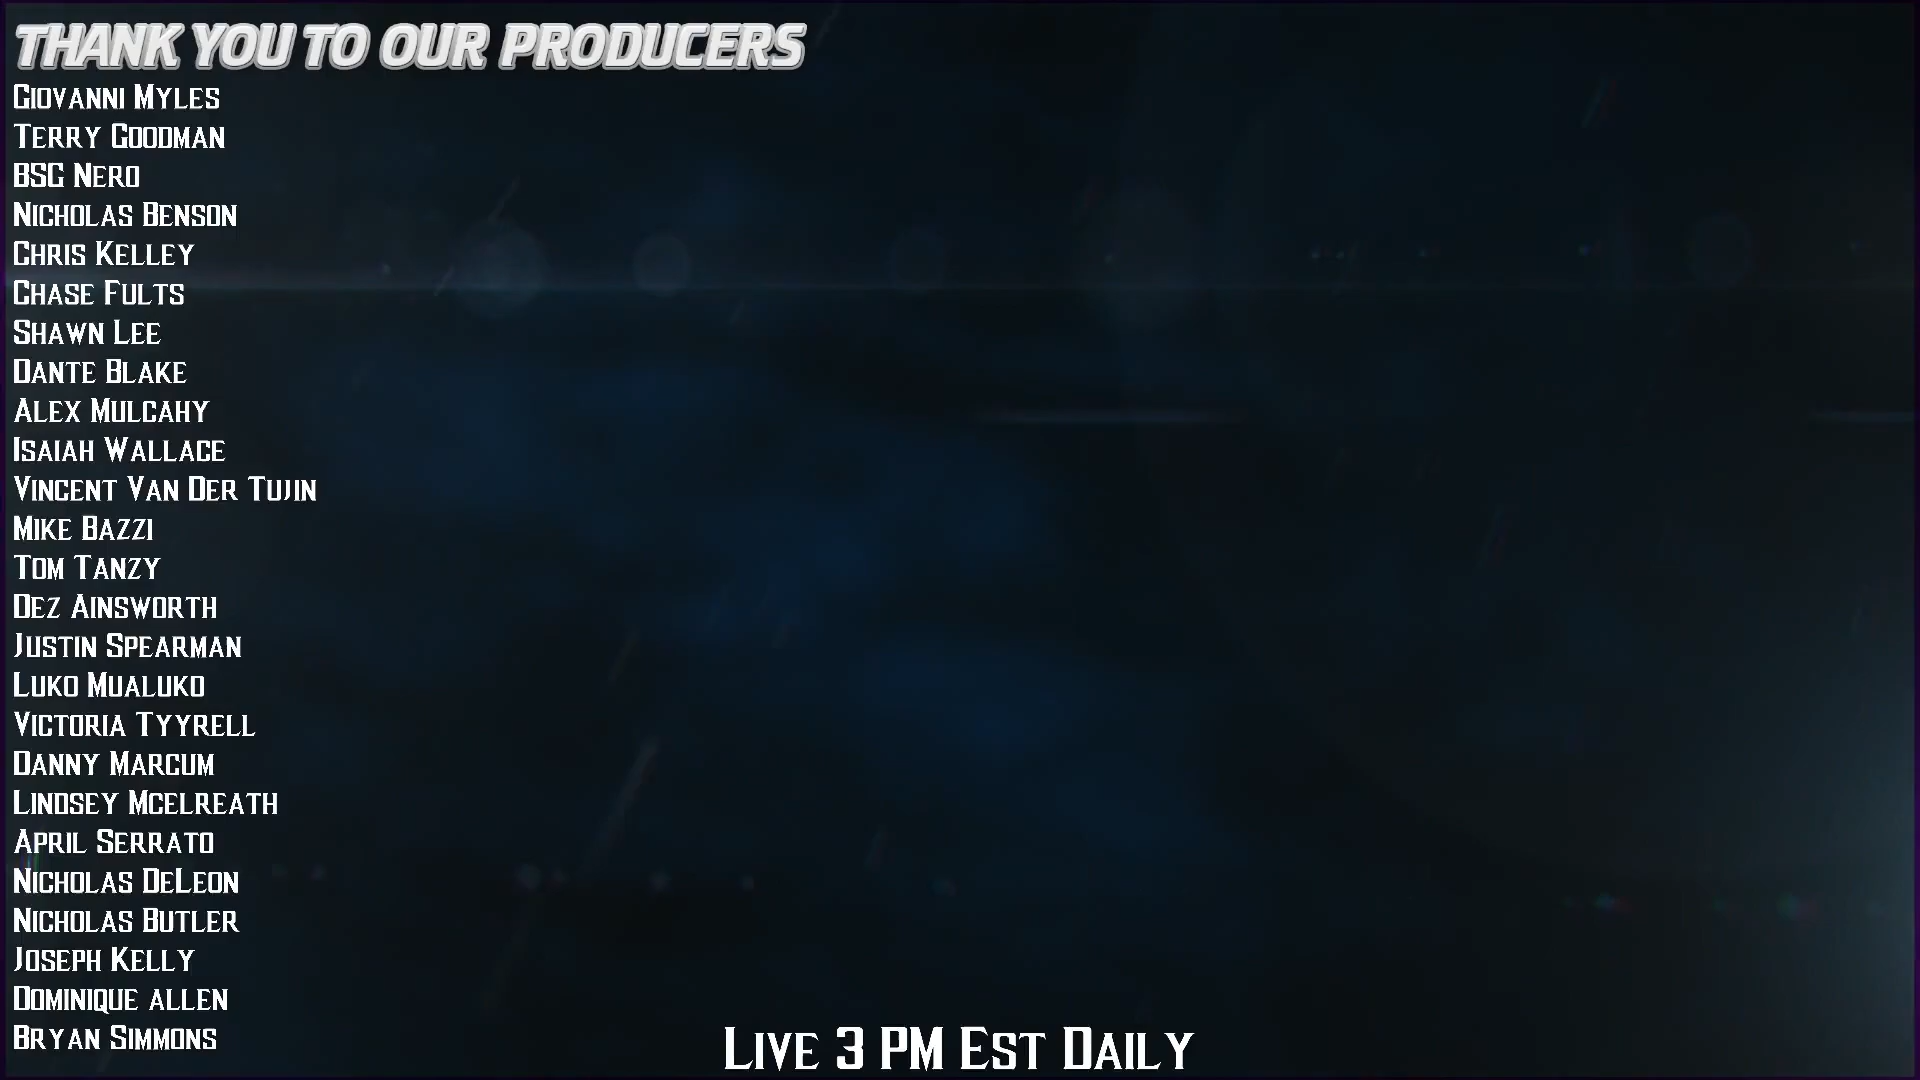 THANK YOU TO OUR PRODUCERS
Giovanni Myles
Terry Goodman
BSG Nero
Nicholas Benson
Chris Kelley
Chase Fults
Shawn Lee
Dante Blake
Alex Mulcahy
Isaiah Wallace
Vincent Van Der Tujin
Mike Bazzi
Tom Tanzy
Dez Ainsworth
Justin Spearman
Luko Mualuko
Victoria Tyyrell
Danny Marcum
Lindsey Mcelreath
April Serrato
Nicholas DeLeon
Nicholas Butler
Joseph Kelly
Dominique allen
Bryan Simmons
Live 3 PM Est Daily